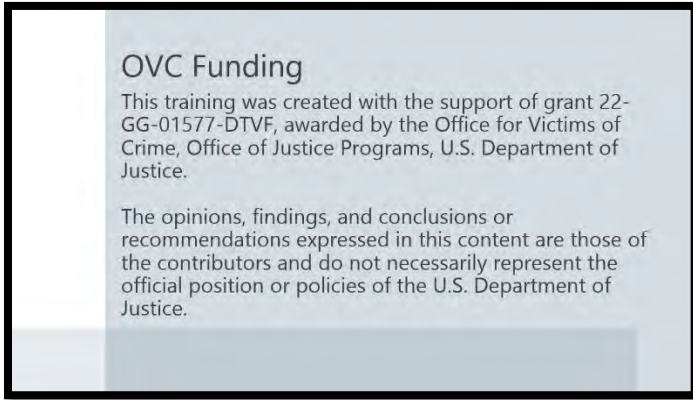 OVC Funding
This training was created with the support of grant 22-
GG-01577-DTVF, awarded by the Office for Victims of
Crime, Office of Justice Programs, U.S. Department of
Justice.
The opinions, findings, and conclusions or
recommendations expressed in this content are those of
the contributors and do not necessarily represent the
official position or policies of the U.S. Department of
Justice.